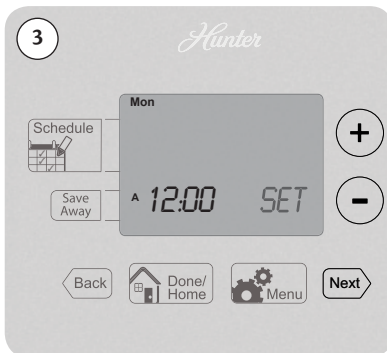 3
Hunter
Mon
Schedule
+
Save
Away
A 12:00 SET
-
Back
Done/
Home
Menu
Next